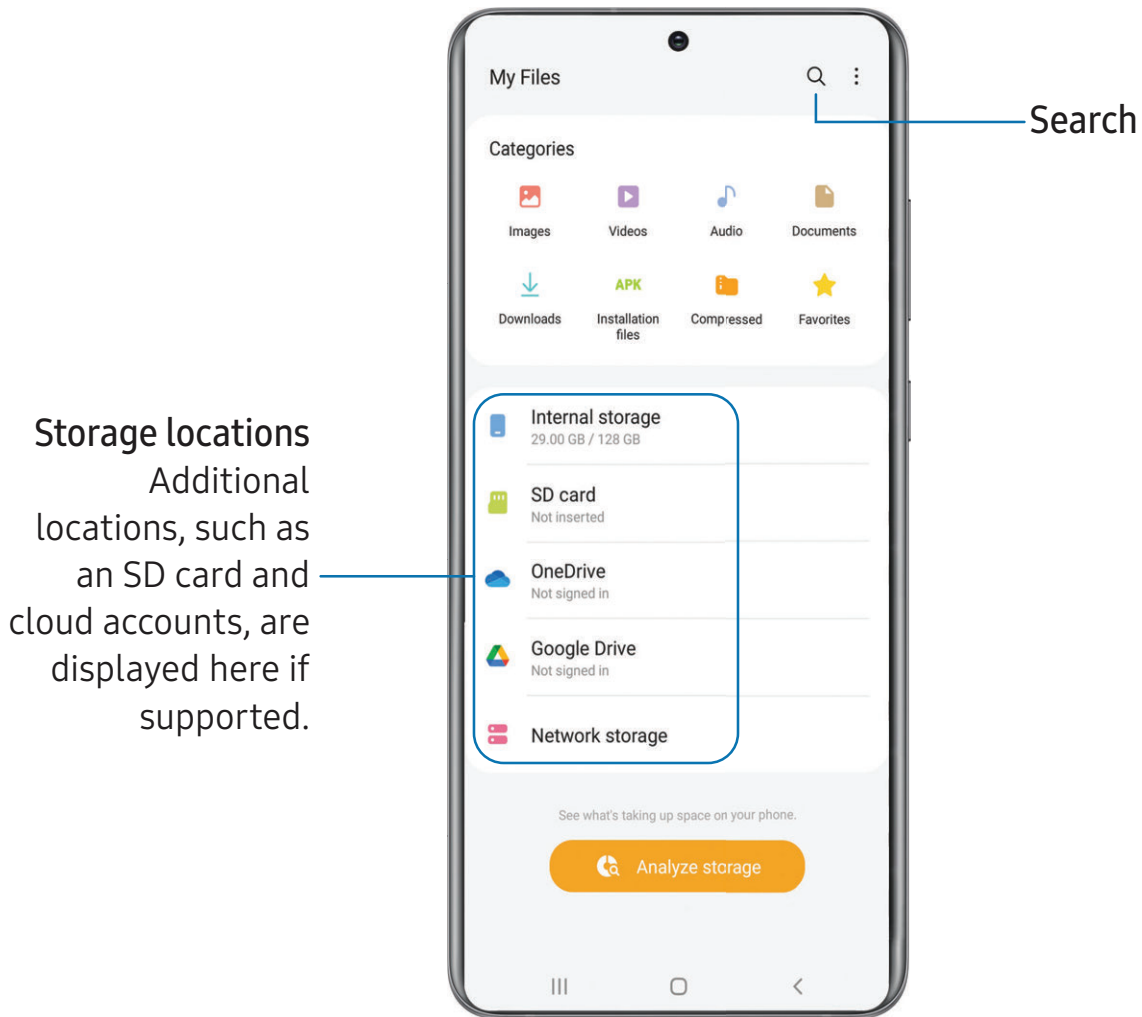 My Files
Search
Categories
Images Videos Audio Documents
APK
Downloads Installation Compressed Favorites
files
Storage locations
Additional
locations, such as
an SD card and
cloud accounts, are
displayed here if
supported.
Internal storage
29.00 GB / 128 GB
SD card
Not inserted
OneDrive
Not signed in
Google Drive
Not signed in
Network storage
See what's taking up space on your phone.
Analyze storage